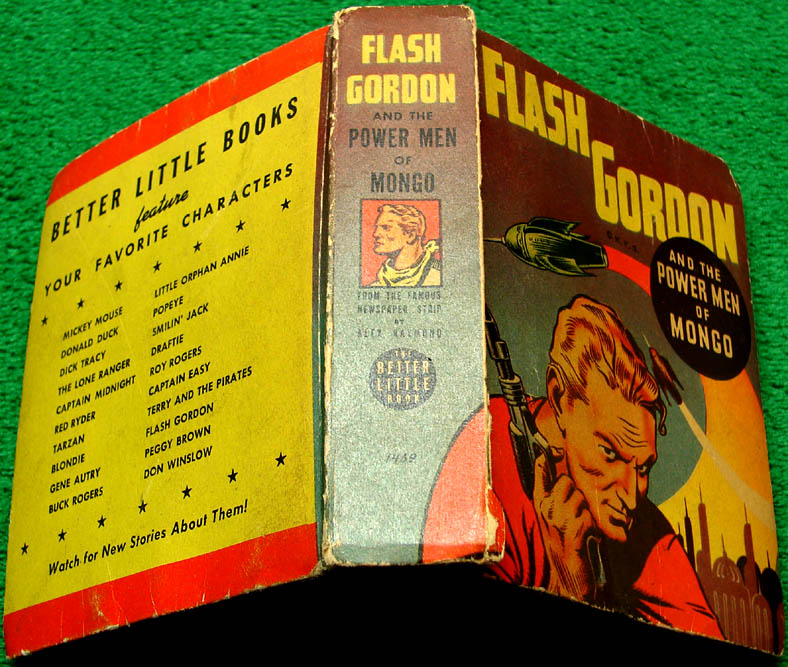 BETTER LITTLE BOOKS
feature
YOUR FAVORITE CHARACTERS
MICKEY MOUSE
DONALD DUCK
DICK TRACY
THE LONE RANGER
CAPTAIN MIDNIGHT
RED RYDER
TARZAN
BLONDIE
GENE AUTRY
BUCK ROGERS
LITTLE ORPHAN ANNIE
POPEYE
SMILIN' JACK
DRAFTIE
ROY ROGERS
CAPTAIN EASY
TERRY AND THE PIRATES
FLASH GORDON
PEGGY BROWN
DON WINSLOW
Watch for New Stories About Them!
FLASH
GORDON
AND THE
POWER MEN
OF
MONGO
FROM THE FAMOUS
NEWSPAPER STRIP
BY
ALEX RAYMOND
THE
BETTER
LITTLE
BOOK
1459
FLASH
GORDON
AND THE
POWER MEN
OF
MONGO